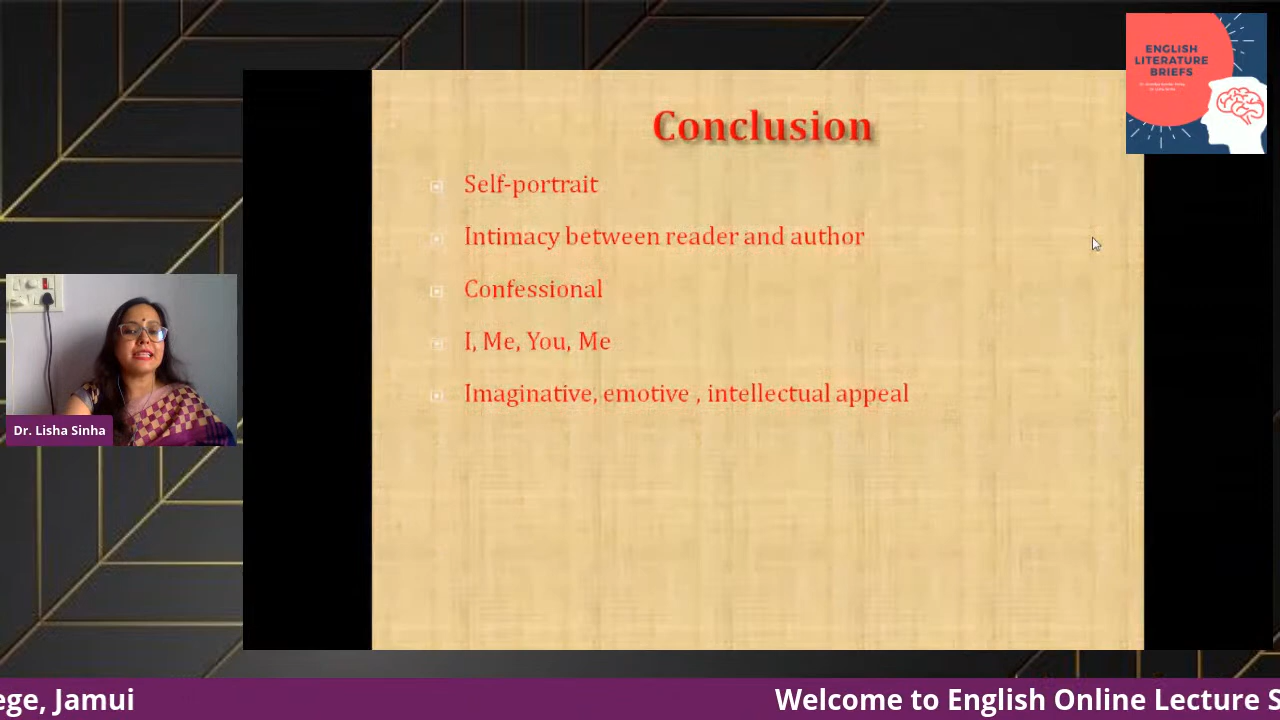 ENGLISH
LITERATURE
BRIEFS
Conclusion
Self-portrait
Intimacy between reader and author
Confessional
I, Me, You, Me
Imaginative, emotive , intellectual appeal
Dr. Lisha Sinha
ege, Jamui
Welcome to English Online Lecture S